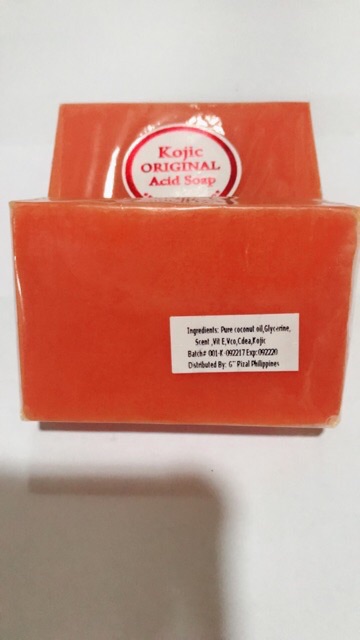 Kojic
ORIGINAL
Acid Soap
Ingredients: Pure coconut oil,Glycerine,
Scent ,Vit E,Vco,Cdea,Kojic
Batch# 001-K-092217 Exp:092220
Distributed By: G" Rizal Philippines